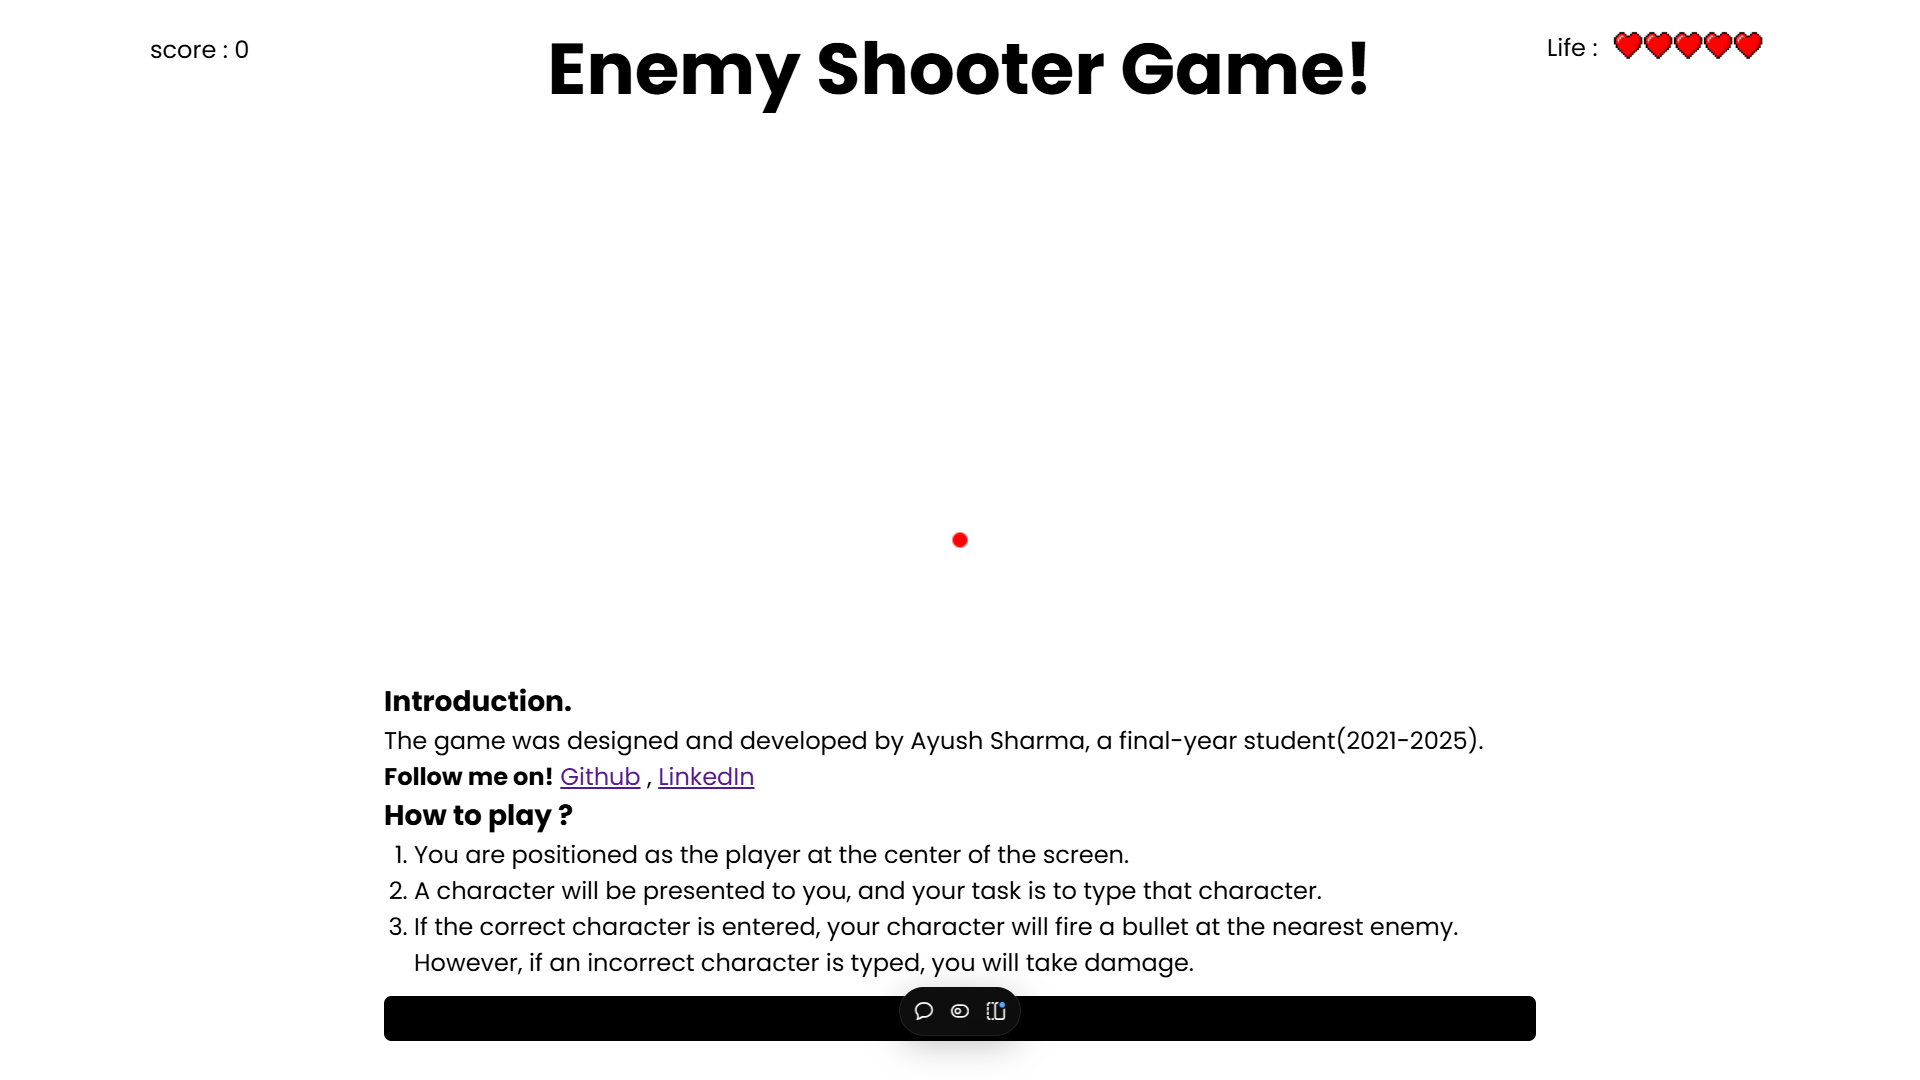 score : 0
Enemy Shooter Game!
Life :
Introduction.
The game was designed and developed by Ayush Sharma, a final-year student(2021-2025).
Follow me on! Github , LinkedIn
How to play ?
1. You are positioned as the player at the center of the screen.
2. A character will be presented to you, and your task is to type that character.
3. If the correct character is entered, your character will fire a bullet at the nearest enemy.
However, if an incorrect character is typed, you will take damage.